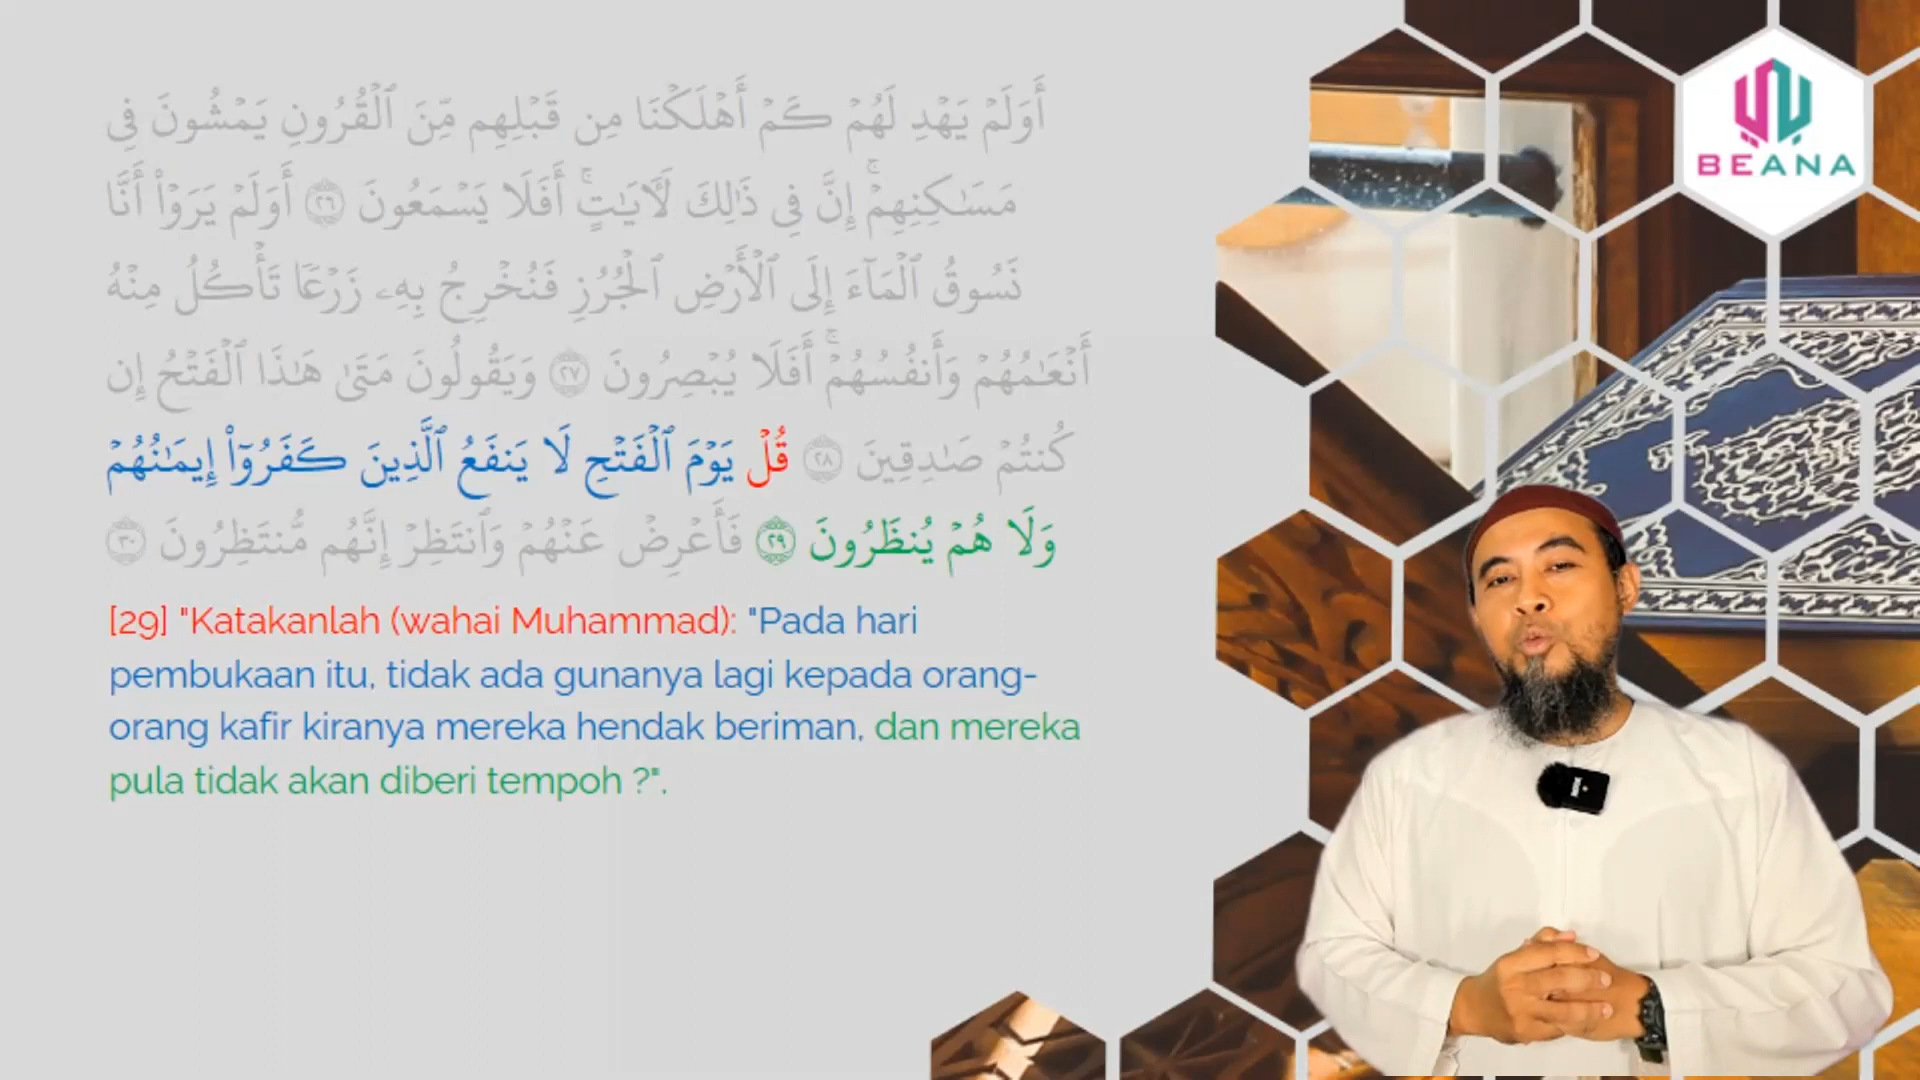 أَوَلَمْ يَهْدِ لَهُمْ كَمْ أَهْلَكْنَا مِن قَبْلِهِم مِّنَ ٱلْقُرُونِ يَمْشُونَ فِى
مَسَـٰكِنِهِمْ ۚ إِنَّ فِى ذَٰلِكَ لَـَٔايَـٰتٍ ۚ أَفَلَا يَسْمَعُونَ ٢٦ أَوَلَمْ يَرَوْا۟ أَنَّا
نَسُوقُ ٱلْمَآءَ إِلَى ٱلْأَرْضِ ٱلْجُرُزِ فَنُخْرِجُ بِهِۦ زَرْعًا تَأْكُلُ مِنْهُ
أَنْعَـٰمُهُمْ وَأَنفُسُهُمْ ۚ أَفَلَا يُبْصِرُونَ ٢٧ وَيَقُولُونَ مَتَىٰ هَـٰذَا ٱلْفَتْحُ إِن
كُنتُمْ صَـٰدِقِينَ ٢٨ قُلْ يَوْمَ ٱلْفَتْحِ لَا يَنفَعُ ٱلَّذِينَ كَفَرُوٓا۟ إِيمَـٰنُهُمْ
وَلَا هُمْ يُنظَرُونَ ٢٩ فَأَعْرِضْ عَنْهُمْ وَٱنتَظِرْ إِنَّهُم مُّنتَظِرُونَ ٣٠
[29] "Katakanlah (wahai Muhammad): "Pada hari
pembukaan itu, tidak ada gunanya lagi kepada orang-
orang kafir kiranya mereka hendak beriman, dan mereka
pula tidak akan diberi tempoh ?".
BEANA